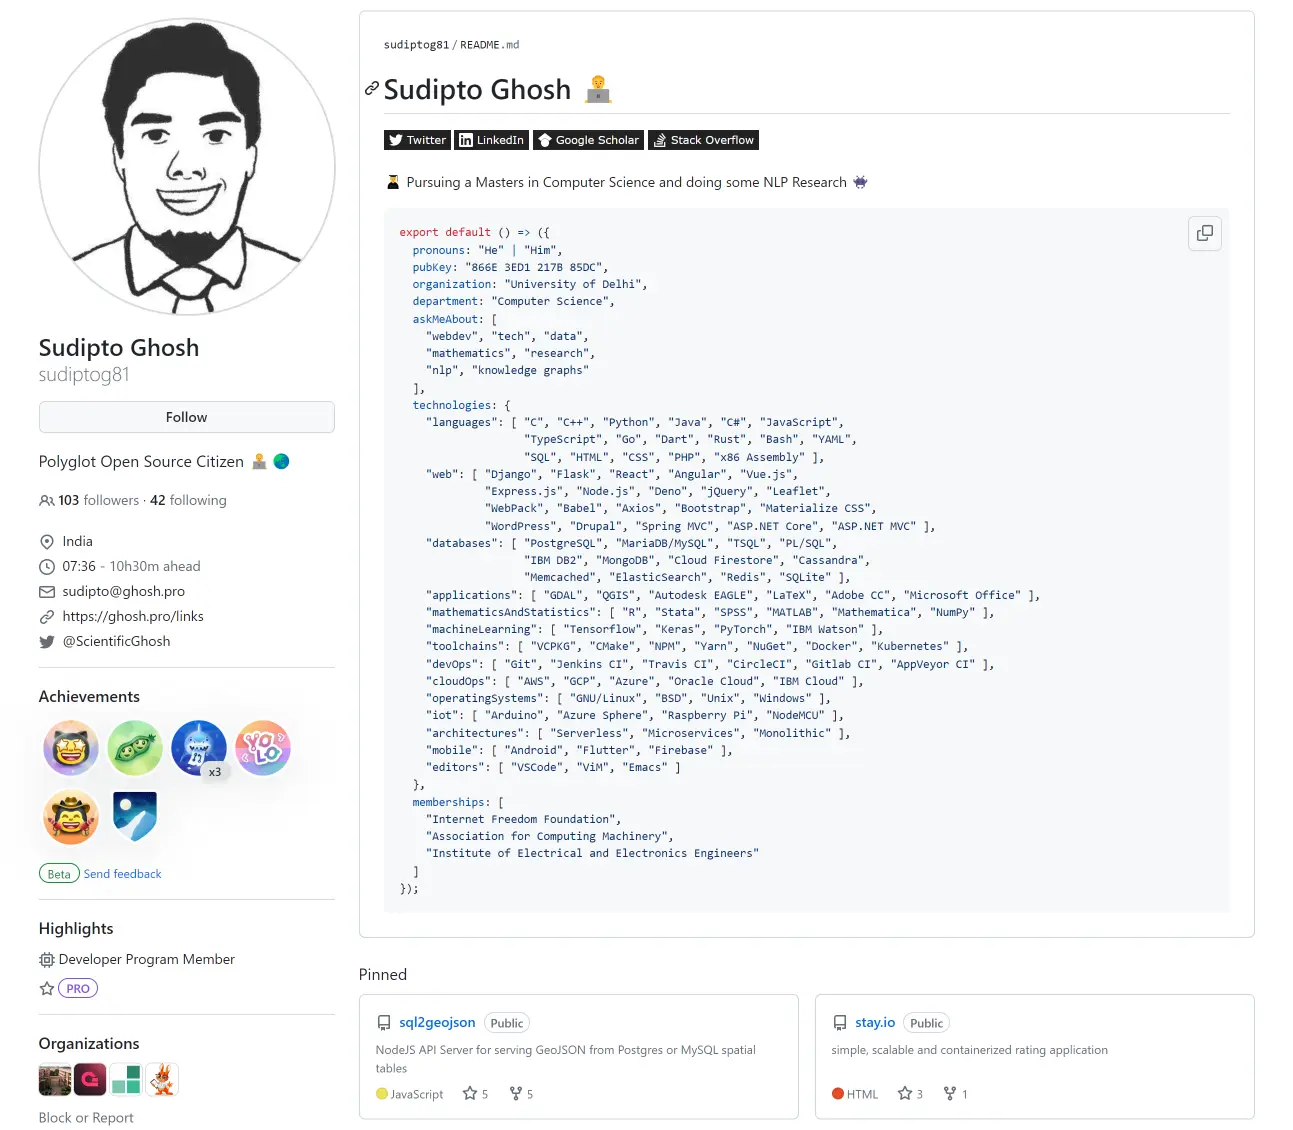 Sudipto Ghosh
sudiptog81
Follow
Polyglot Open Source Citizen
103 followers · 42 following
India
07:36 - 10h30m ahead
sudipto@ghosh.pro
https://ghosh.pro/links
@ScientificGhosh
Achievements
YOLO
x3
Beta Send feedback
Highlights
Developer Program Member
PRO
Organizations
Block or Report
sudiptog81 / README.md
Sudipto Ghosh
Twitter LinkedIn Google Scholar Stack Overflow
Pursuing a Masters in Computer Science and doing some NLP Research
export default () => ({
pronouns: "He" | "Him",
pubKey: "866E 3ED1 217B 85DC",
organization: "University of Delhi",
department: "Computer Science",
askMeAbout: [
"webdev", "tech", "data",
"mathematics", "research",
"nlp", "knowledge graphs"
],
technologies: {
"languages": [ "C", "C++", "Python", "Java", "C#", "JavaScript",
"TypeScript", "Go", "Dart", "Rust", "Bash", "YAML",
"SQL", "HTML", "CSS", "PHP", "x86 Assembly" ],
"web": [ "Django", "Flask", "React", "Angular", "Vue.js",
"Express.js", "Node.js", "Deno", "jQuery", "Leaflet",
"WebPack", "Babel", "Axios", "Bootstrap", "Materialize CSS",
"WordPress", "Drupal", "Spring MVC", "ASP.NET Core", "ASP.NET MVC" ],
"databases": [ "PostgreSQL", "MariaDB/MySQL", "TSQL", "PL/SQL",
"IBM DB2", "MongoDB", "Cloud Firestore", "Cassandra",
"Memcached", "ElasticSearch", "Redis", "SQLite" ],
"applications": [ "GDAL", "QGIS", "Autodesk EAGLE", "LaTeX", "Adobe CC", "Microsoft Office" ],
"mathematicsAndStatistics": [ "R", "Stata", "SPSS", "MATLAB", "Mathematica", "NumPy" ],
"machineLearning": [ "Tensorflow", "Keras", "PyTorch", "IBM Watson" ],
"toolchains": [ "VCPKG", "CMake", "NPM", "Yarn", "NuGet", "Docker", "Kubernetes" ],
"devOps": [ "Git", "Jenkins CI", "Travis CI", "CircleCI", "Gitlab CI", "AppVeyor CI" ],
"cloudOps": [ "AWS", "GCP", "Azure", "Oracle Cloud", "IBM Cloud" ],
"operatingSystems": [ "GNU/Linux", "BSD", "Unix", "Windows" ],
"iot": [ "Arduino", "Azure Sphere", "Raspberry Pi", "NodeMCU" ],
"architectures": [ "Serverless", "Microservices", "Monolithic" ],
"mobile": [ "Android", "Flutter", "Firebase" ],
"editors": [ "VSCode", "ViM", "Emacs" ]
},
memberships: [
"Internet Freedom Foundation",
"Association for Computing Machinery",
"Institute of Electrical and Electronics Engineers"
]
});
Pinned
sql2geojson Public
NodeJS API Server for serving GeoJSON from Postgres or MySQL spatial
tables
JavaScript 5 5
stay.io Public
simple, scalable and containerized rating application
HTML 3 1